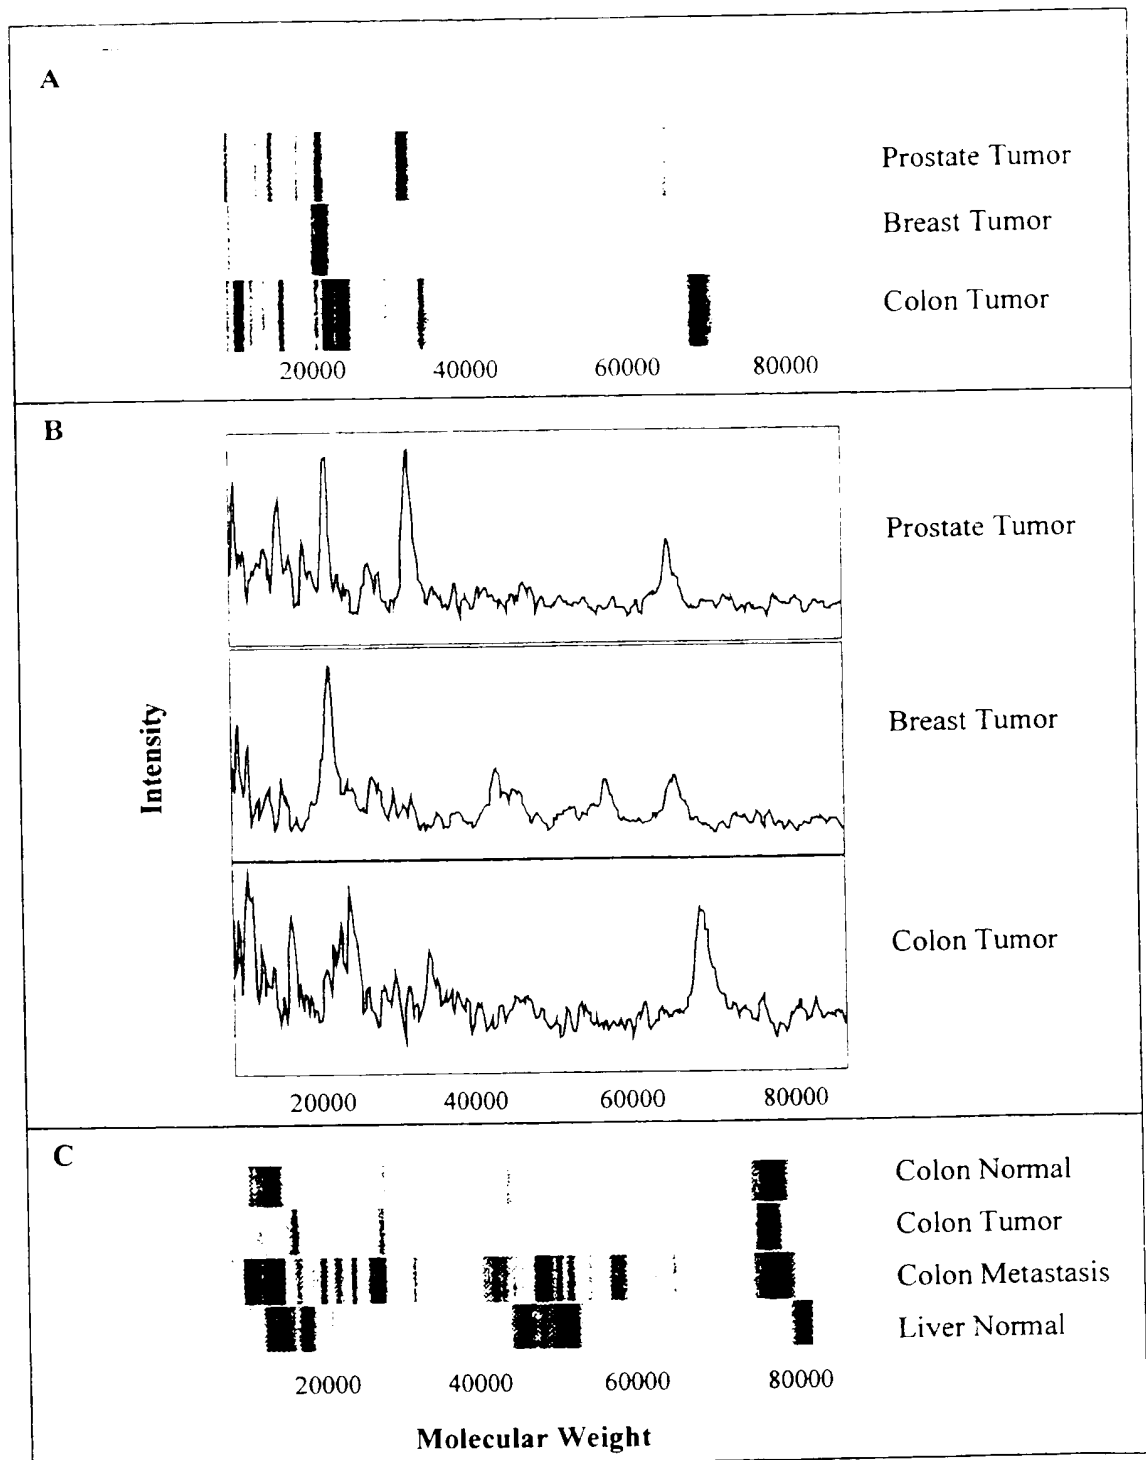 A
Prostate Tumor
Breast Tumor
Colon Tumor
20000 40000 60000 80000
B
Prostate Tumor
Breast Tumor
Intensity
Colon Tumor
20000 40000 60000 80000
C
Colon Normal
Colon Tumor
Colon Metastasis
Liver Normal
20000 40000 60000 80000
Molecular Weight